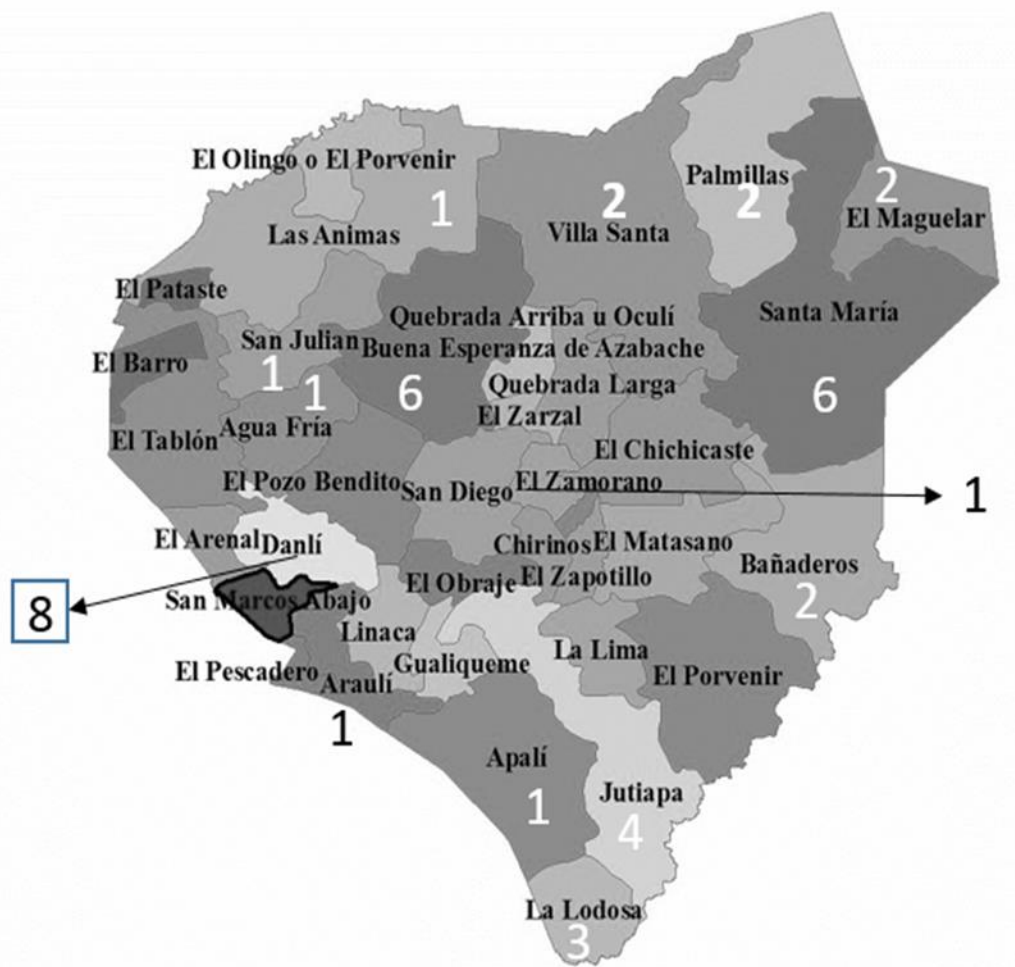 El Olingo o El Porvenir
Palmillas
2
1
2
2
El Maguelar
Las Animas
Villa Santa
El Pataste
Quebrada Arriba u Oculí
Santa María
San Julian
Buena Esperanza de Azabache
El Barro
1
1
6
Quebrada Larga
6
El Zarzal
El Tablón
Agua Fría
El Chichicaste
El Pozo Bendito
San Diego
El Zamorano
1
El Arenal
Danlí
Chirinos
El Matasano
Bañaderos
8
El Obraje
El Zapotillo
San Marcos Abajo
2
Linaca
La Lima
Gualiqueme
El Pescadero
Araulí
El Porvenir
1
Apalí
Jutiapa
1
4
La Lodosa
3